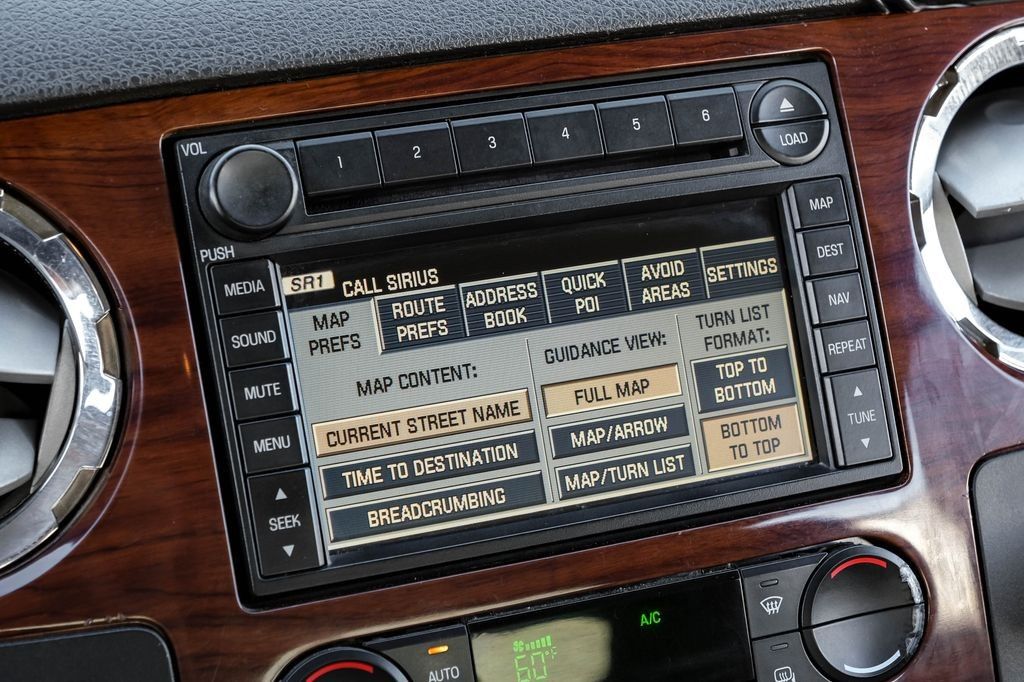 VOL
1 2 3 4 5 6
LOAD
PUSH
MEDIA
SOUND
MUTE
MENU
SEEK
SR1 CALL SIRIUS
MAP
PREFS
ROUTE
PREFS
ADDRESS
BOOK
QUICK
POI
AVOID
AREAS
SETTINGS
MAP CONTENT:
CURRENT STREET NAME
TIME TO DESTINATION
BREADCRUMBING
GUIDANCE VIEW:
FULL MAP
MAP/ARROW
MAP/TURN LIST
TURN LIST
FORMAT:
TOP TO
BOTTOM
BOTTOM
TO TOP
MAP
DEST
NAV
REPEAT
TUNE
AUTO
60°F
A/C